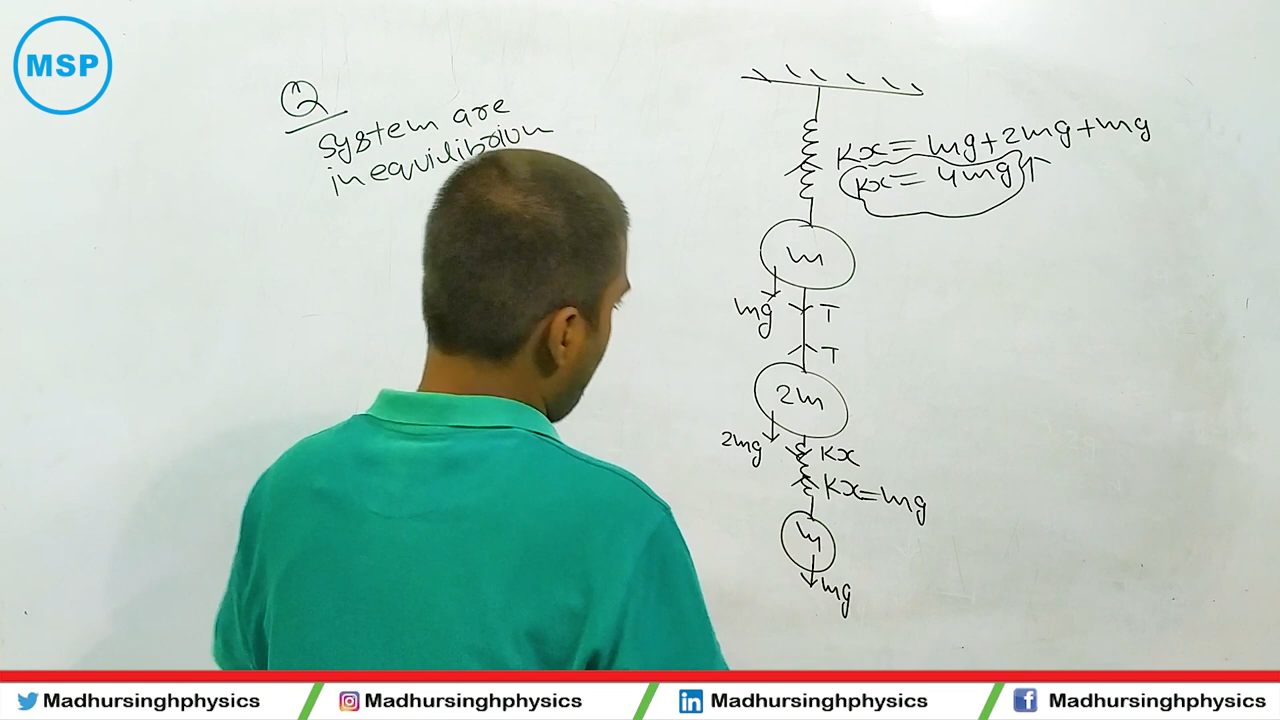 MSP
Q
System are
in equilibrium
Kx = mg + 2mg + mg
Kx = 4mg ↑
m
mg
T
T
2m
2mg
Kx
Kx = mg
m
mg
Madhursinghphysics
Madhursinghphysics
Madhursinghphysics
Madhursinghphysics